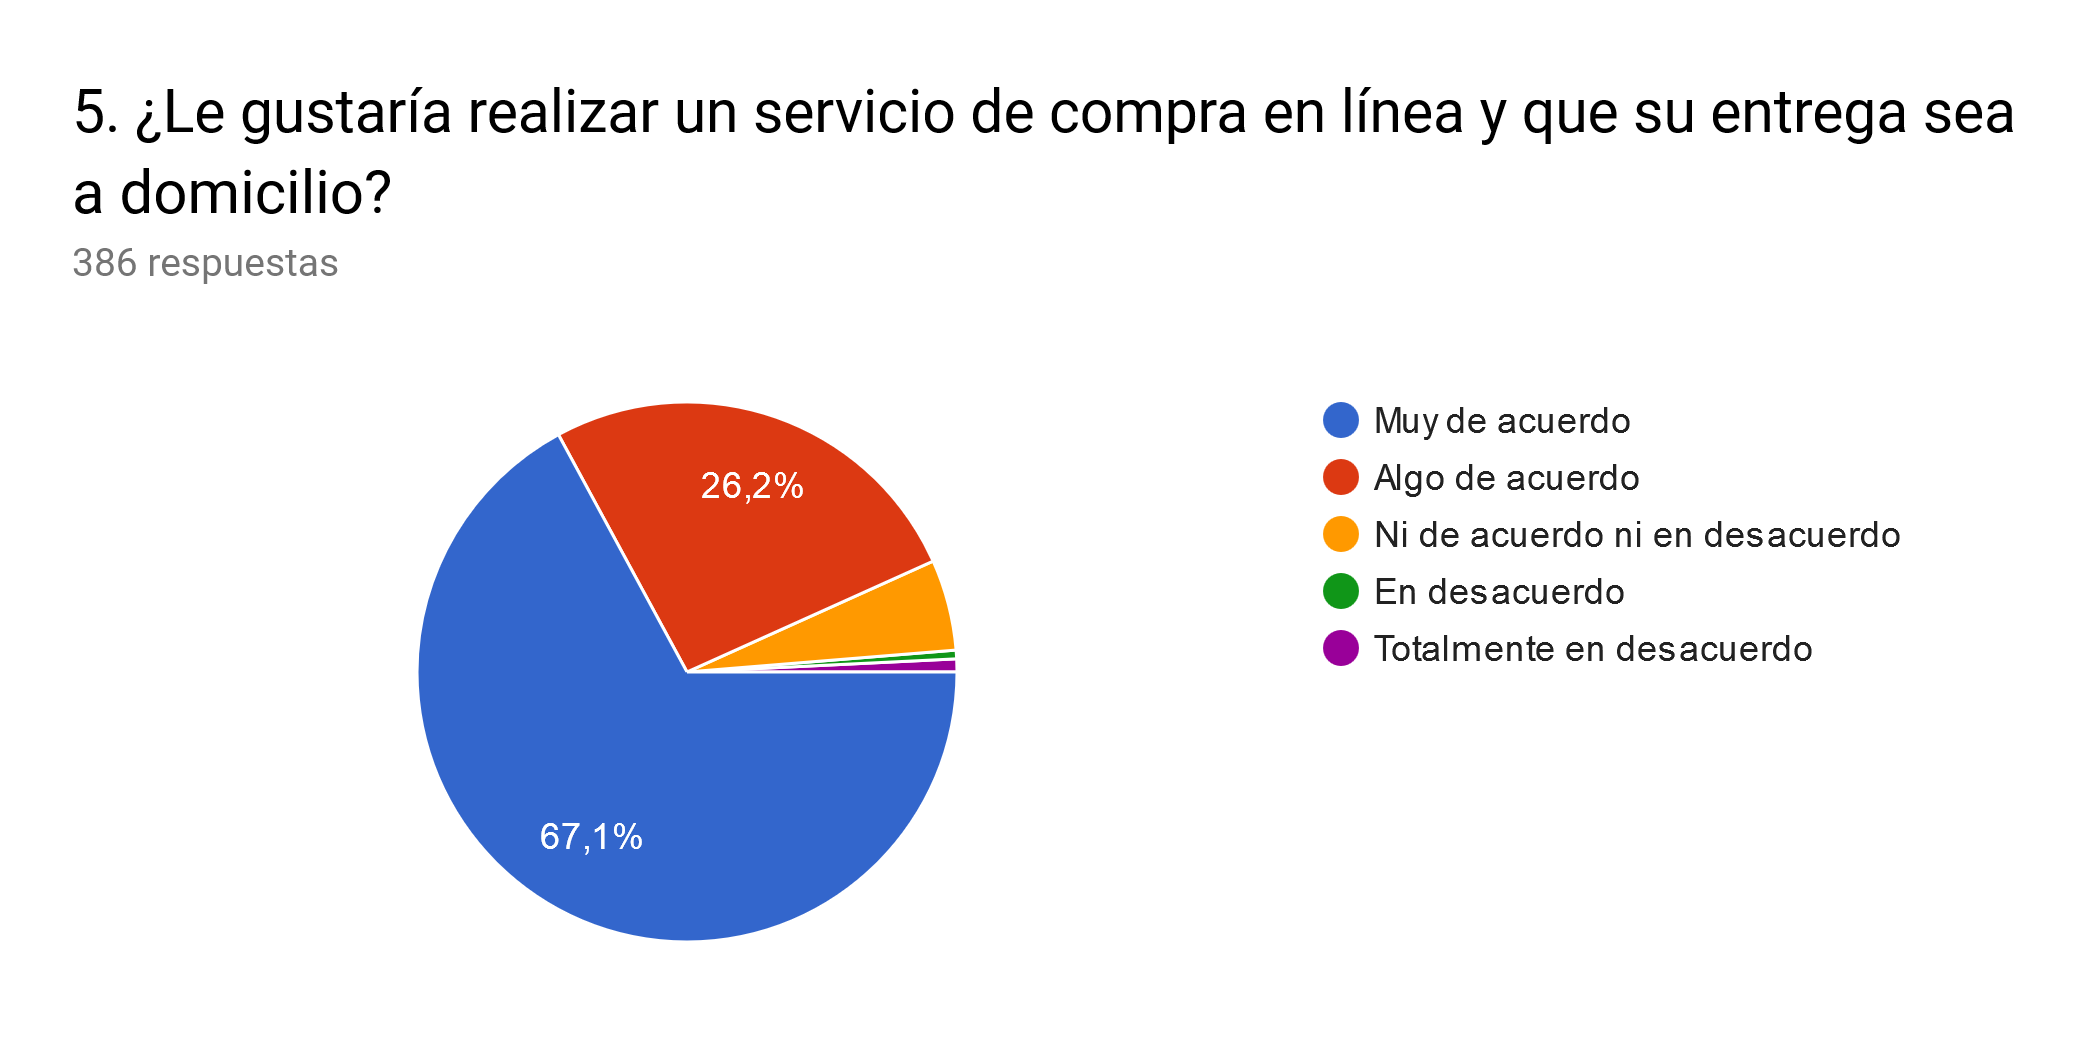 5. ¿Le gustaría realizar un servicio de compra en línea y que su entrega sea
a domicilio?
386 respuestas
26,2%
67,1%
Muy de acuerdo
Algo de acuerdo
Ni de acuerdo ni en desacuerdo
En desacuerdo
Totalmente en desacuerdo